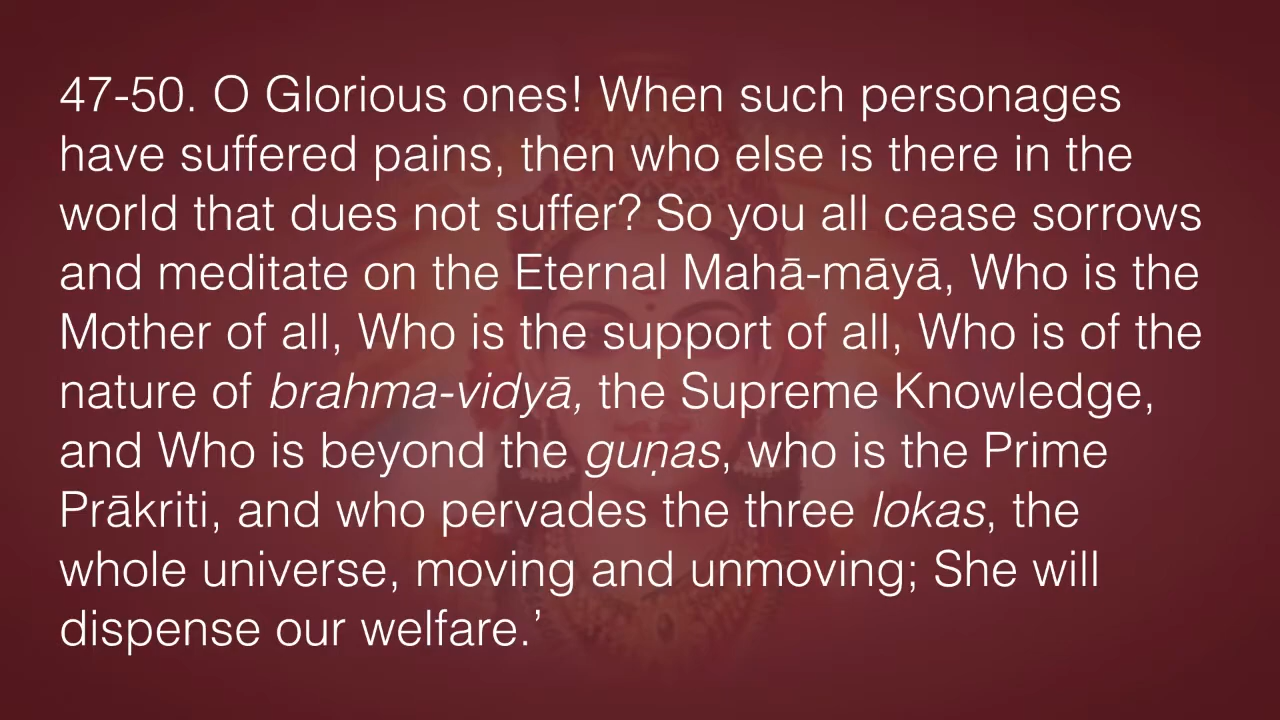 47-50. O Glorious ones! When such personages
have suffered pains, then who else is there in the
world that dues not suffer? So you all cease sorrows
and meditate on the Eternal Mahā-māyā, Who is the
Mother of all, Who is the support of all, Who is of the
nature of brahma-vidyā, the Supreme Knowledge,
and Who is beyond the guṇas, who is the Prime
Prākriti, and who pervades the three lokas, the
whole universe, moving and unmoving; She will
dispense our welfare.’